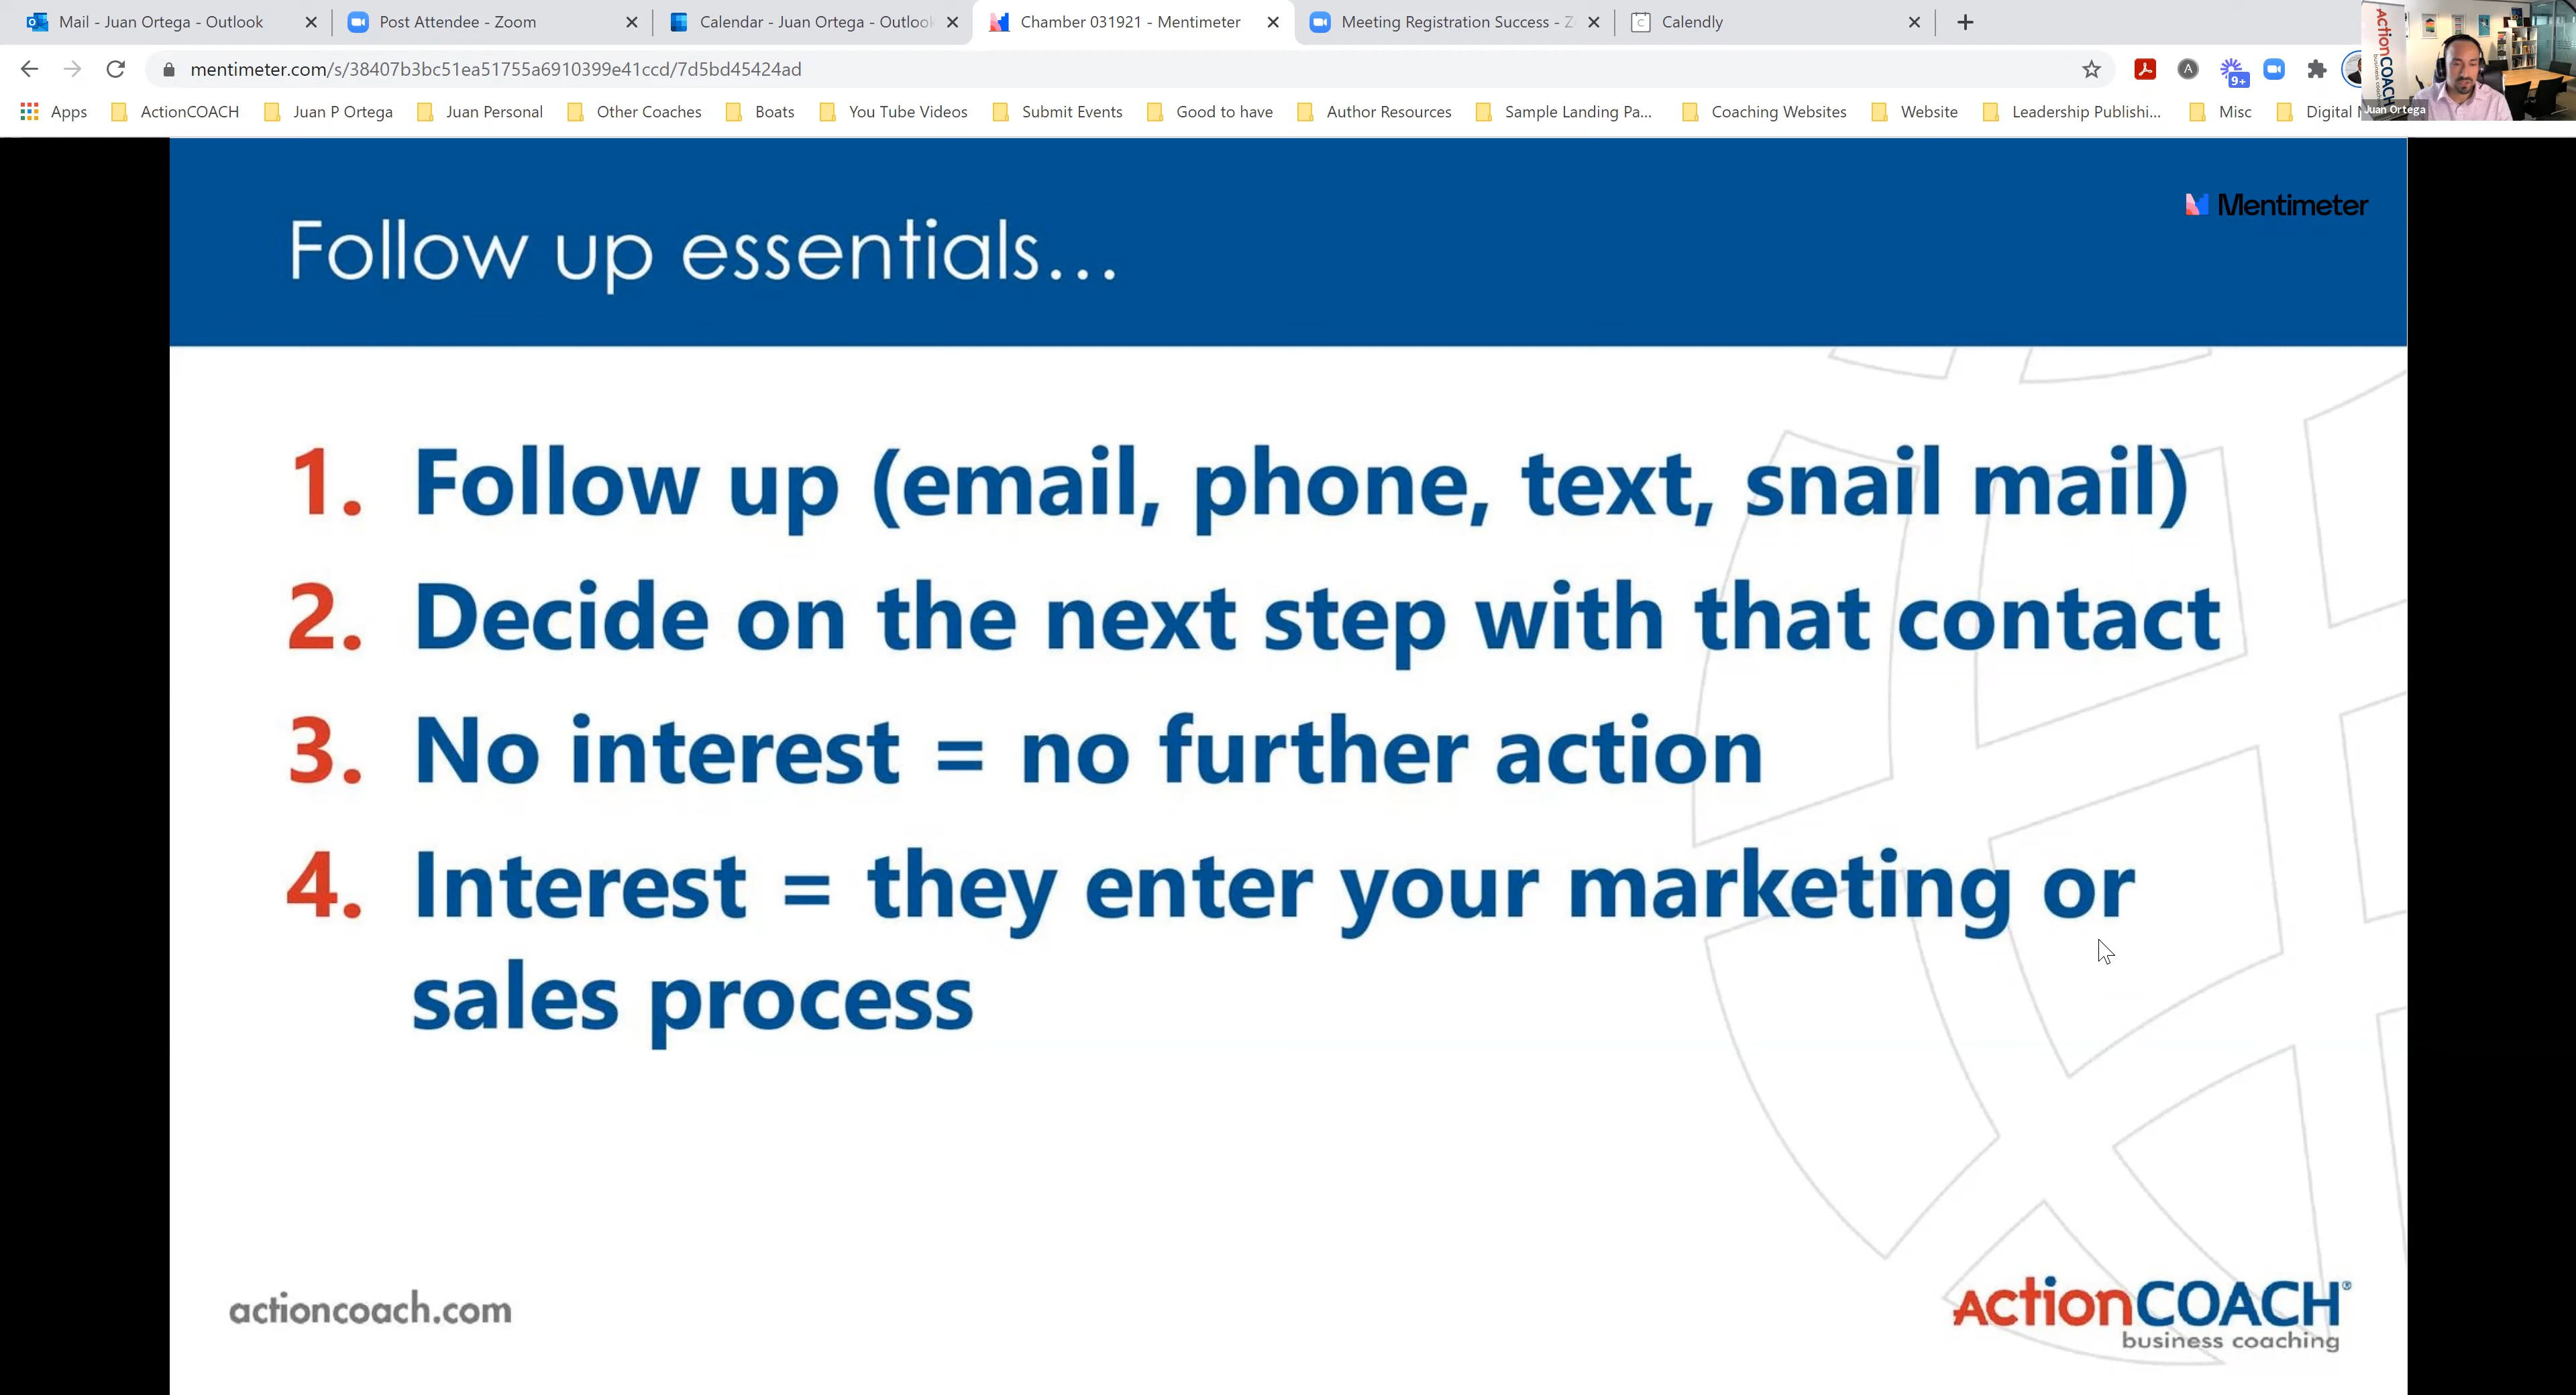 Mail - Juan Ortega - Outlook
Post Attendee - Zoom
Calendar - Juan Ortega - Outlook
Chamber 031921 - Mentimeter
Meeting Registration Success - Z
Calendly
mentimeter.com/s/38407b3bc51ea51755a6910399e41ccd/7d5bd45424ad
A
9+
Apps
ActionCOACH
Juan P Ortega
Juan Personal
Other Coaches
Boats
You Tube Videos
Submit Events
Good to have
Author Resources
Sample Landing Pa...
Coaching Websites
Website
Leadership Publishi...
Misc
Digital
ActionCOACH
business coaching
Juan Ortega
Mentimeter
Follow up essentials...
1. Follow up (email, phone, text, snail mail)
2. Decide on the next step with that contact
3. No interest = no further action
4. Interest = they enter your marketing or
sales process
actioncoach.com
ActionCOACH®
business coaching